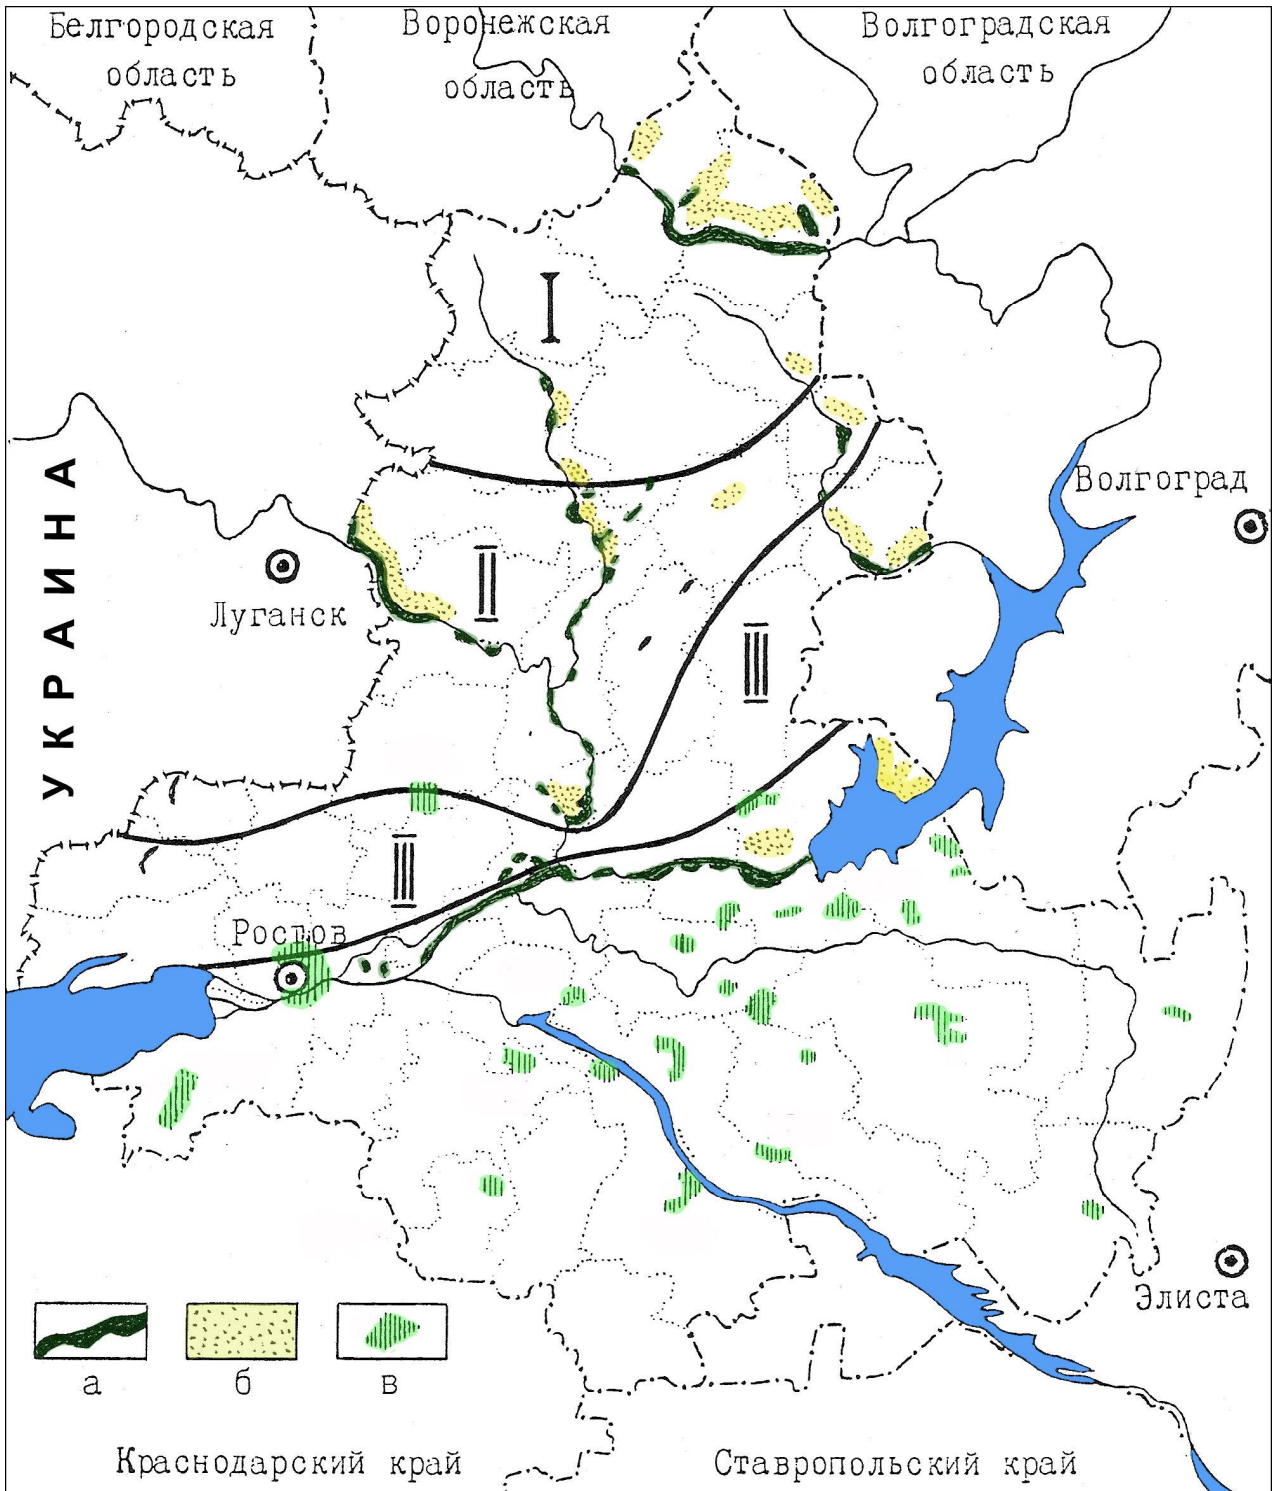 Белгородская
область
Воронежская
область
Волгоградская
область
I
УКРАИНА
Волгоград
Луганск
II
III
III
Ростов
Элиста
а
б
в
Краснодарский край
Ставропольский край